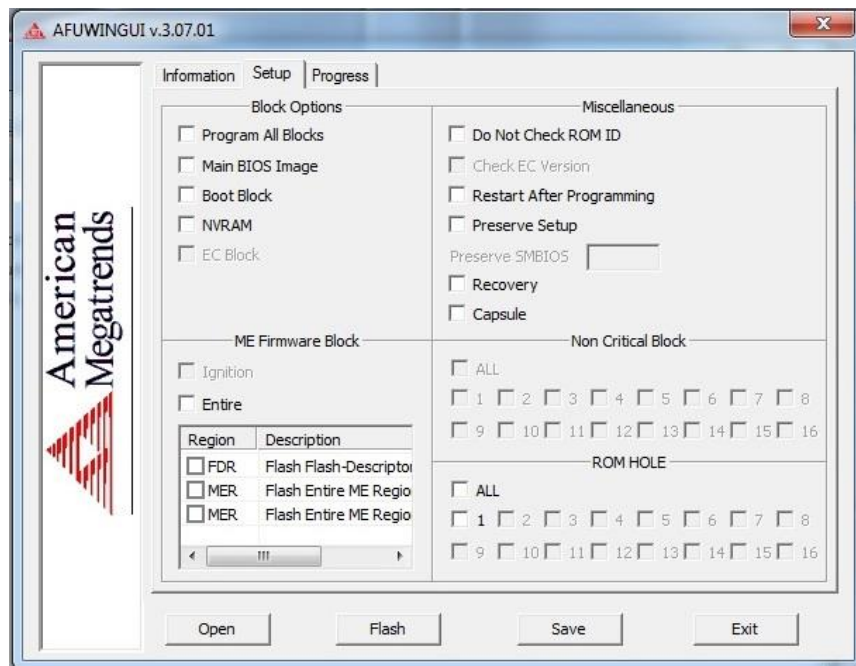 AFUWINGUI v.3.07.01
Information Setup Progress
American
Megatrends
Block Options
Program All Blocks
Main BIOS Image
Boot Block
NVRAM
EC Block
Miscellaneous
Do Not Check ROM ID
Check EC Version
Restart After Programming
Preserve Setup
Preserve SMBIOS
Recovery
Capsule
ME Firmware Block
Ignition
Entire
Region Description
FDR Flash Flash-Descripto
MER Flash Entire ME Regio
MER Flash Entire ME Regio
Non Critical Block
ALL
1 2 3 4 5 6 7 8
9 10 11 12 13 14 15 16
ROM HOLE
ALL
1 2 3 4 5 6 7 8
9 10 11 12 13 14 15 16
Open Flash Save Exit